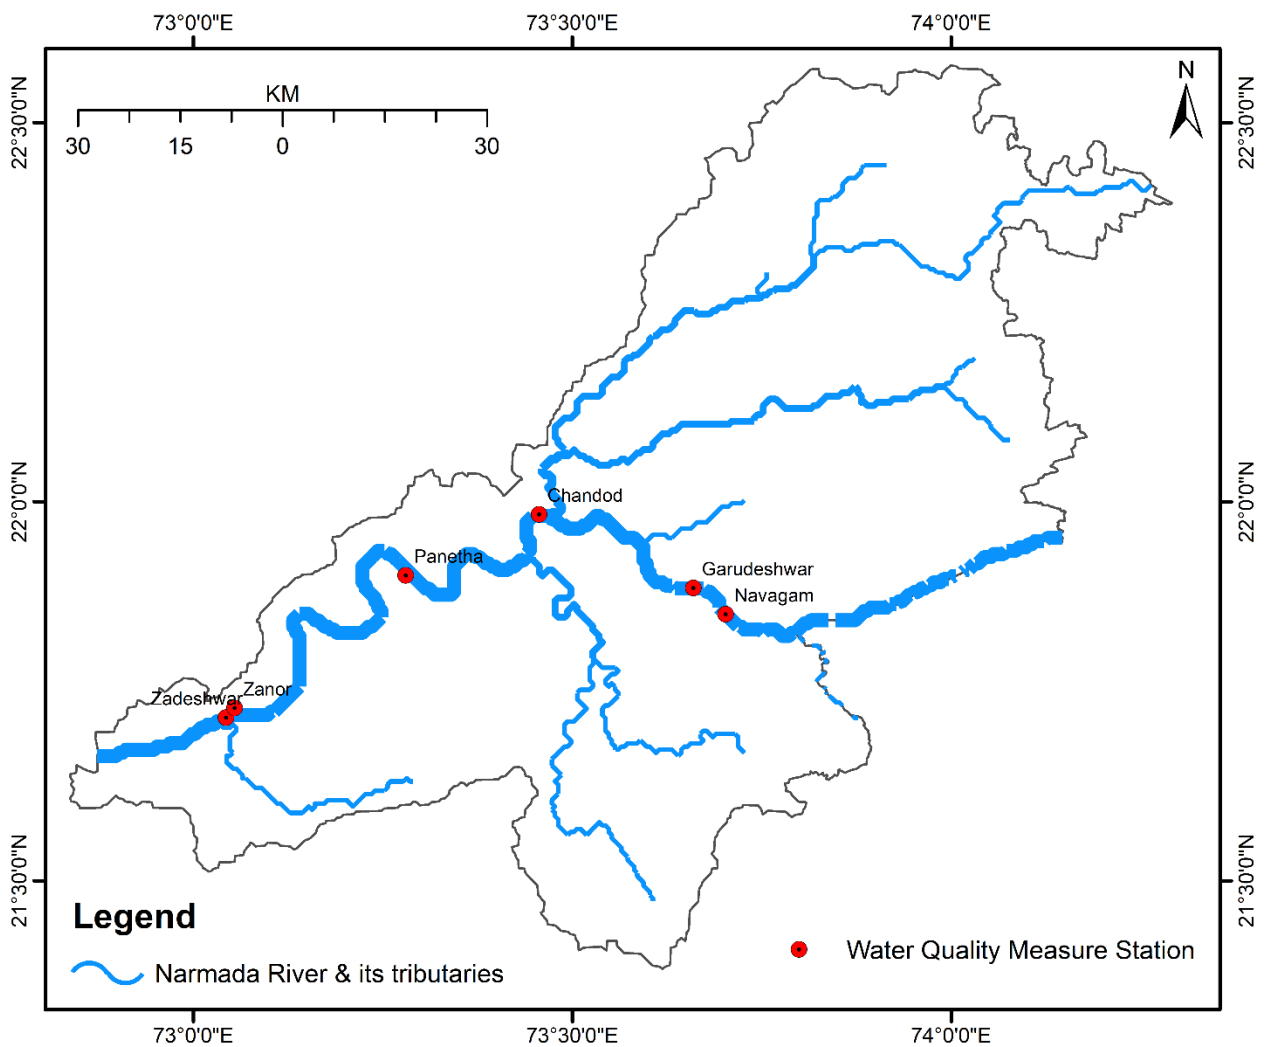 73°0'0"E 73°30'0"E 74°0'0"E
N
KM
30 15 0 30
22°30'0"N 22°30'0"N
Chandod
22°0'0"N 22°0'0"N
Panetha
Garudeshwar
Navagam
Zanor
Zadeshwar
21°30'0"N 21°30'0"N
Legend
Narmada River & its tributaries
Water Quality Measure Station
73°0'0"E 73°30'0"E 74°0'0"E